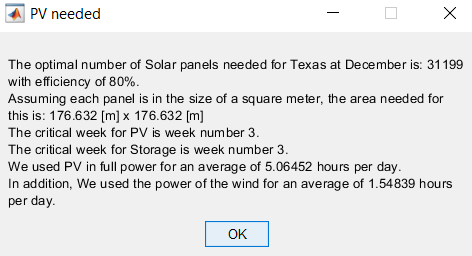 PV needed
The optimal number of Solar panels needed for Texas at December is: 31199
with efficiency of 80%.
Assuming each panel is in the size of a square meter, the area needed for
this is: 176.632 [m] x 176.632 [m]
The critical week for PV is week number 3.
The critical week for Storage is week number 3.
We used PV in full power for an average of 5.06452 hours per day.
In addition, We used the power of the wind for an average of 1.54839 hours
per day.
OK